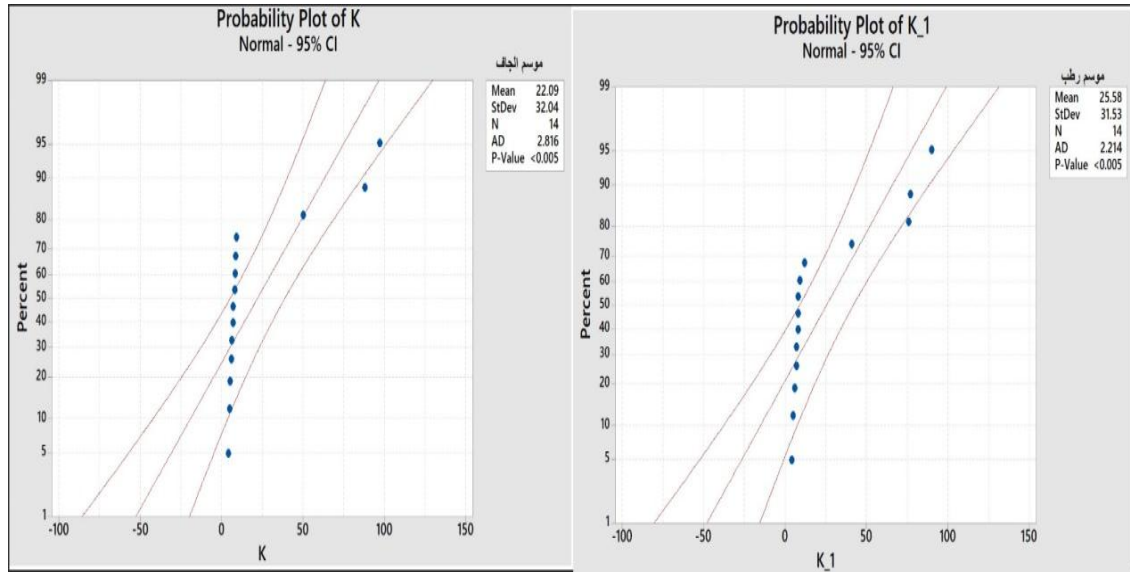 Probability Plot of K
Normal - 95% CI
99
95
90
80
70
60
50
40
30
20
10
5
1
Percent
-100
-50
0
50
100
150
K
موسم الجاف
Mean 22.09
StDev 32.04
N 14
AD 2.816
P-Value <0.005
Probability Plot of K_1
Normal - 95% CI
99
95
90
80
70
60
50
40
30
20
10
5
1
Percent
-100
-50
0
50
100
150
K_1
موسم رطب
Mean 25.58
StDev 31.53
N 14
AD 2.214
P-Value <0.005